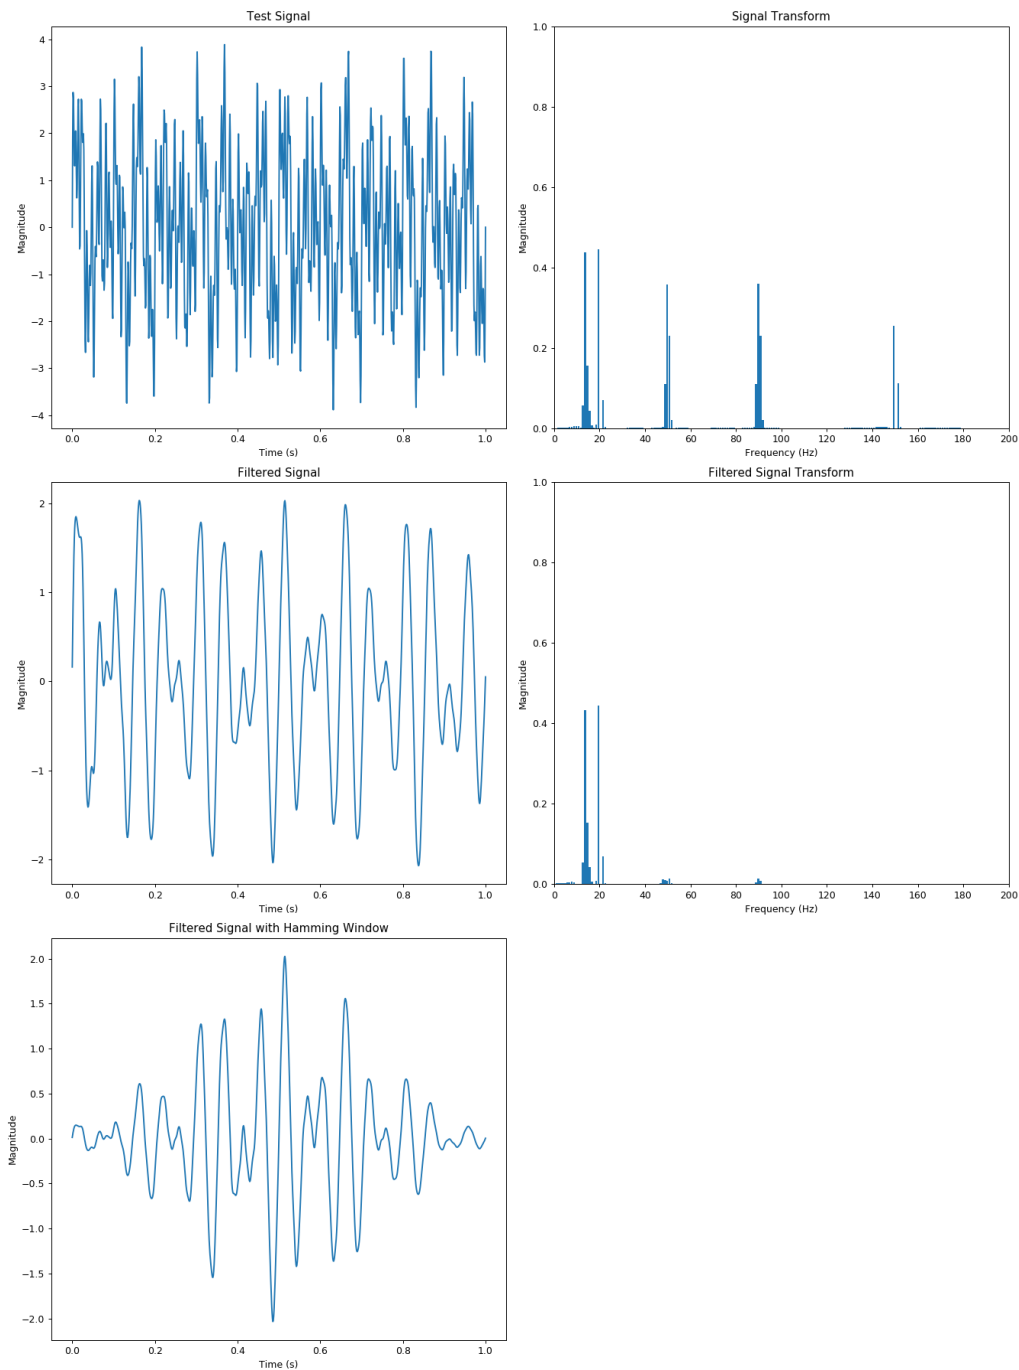 Test Signal
Magnitude
4
3
2
1
0
−1
−2
−3
−4
0.0 0.2 0.4 0.6 0.8 1.0
Time (s)
Signal Transform
Magnitude
1.0
0.8
0.6
0.4
0.2
0.0
0 20 40 60 80 100 120 140 160 180 200
Frequency (Hz)
Filtered Signal
Magnitude
2
1
0
−1
−2
0.0 0.2 0.4 0.6 0.8 1.0
Time (s)
Filtered Signal Transform
Magnitude
1.0
0.8
0.6
0.4
0.2
0.0
0 20 40 60 80 100 120 140 160 180 200
Frequency (Hz)
Filtered Signal with Hamming Window
Magnitude
2.0
1.5
1.0
0.5
0.0
−0.5
−1.0
−1.5
−2.0
0.0 0.2 0.4 0.6 0.8 1.0
Time (s)